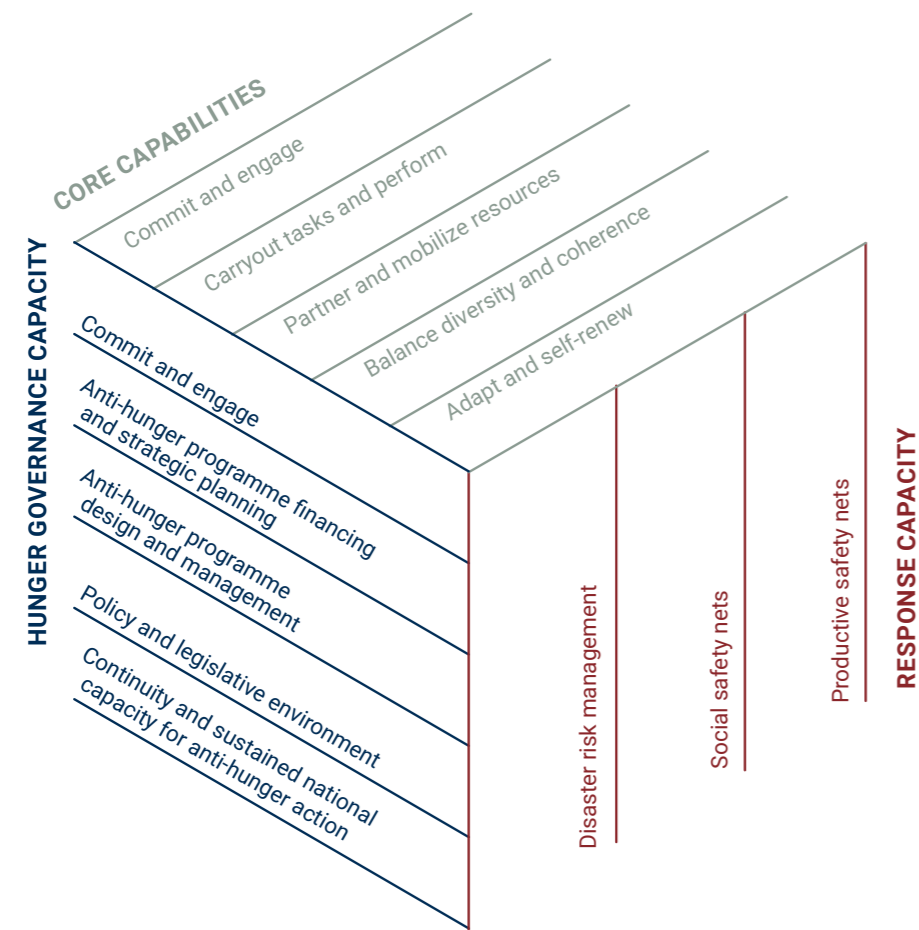 CORE CAPABILITIES
Commit and engage
Carryout tasks and perform
Partner and mobilize resources
Balance diversity and coherence
Adapt and self-renew
HUNGER GOVERNANCE CAPACITY
Commit and engage
Anti-hunger programme financing
and strategic planning
Anti-hunger programme
design and management
Policy and legislative environment
Continuity and sustained national
capacity for anti-hunger action
Disaster risk management
Social safety nets
Productive safety nets
RESPONSE CAPACITY